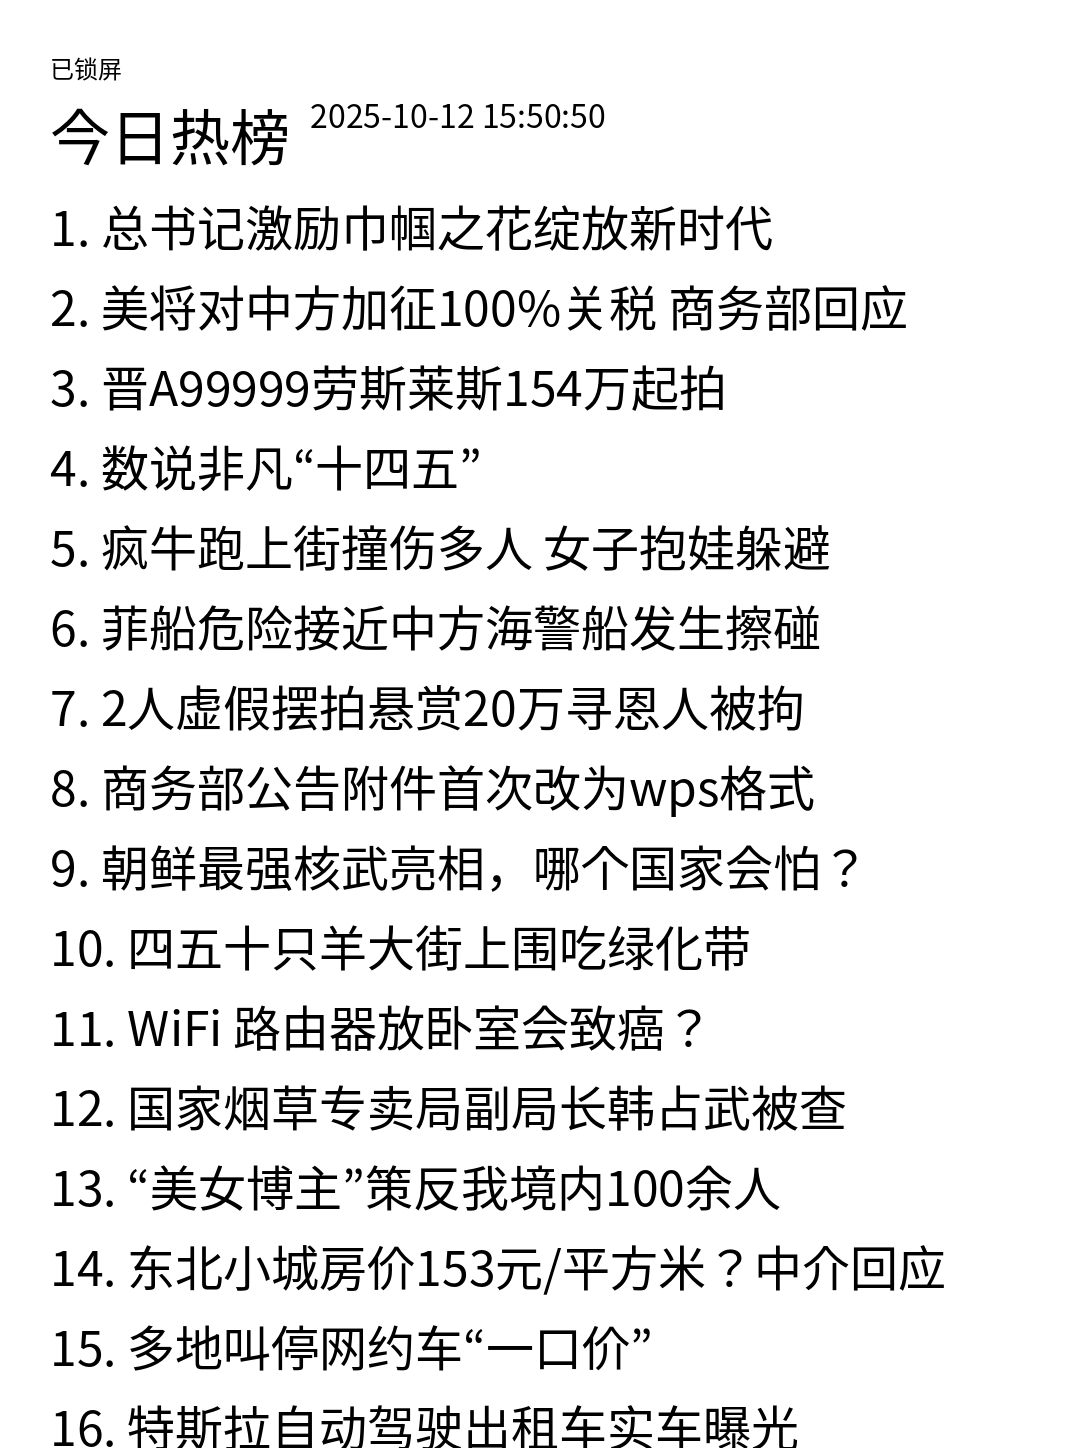 已锁屏
今日热榜 2025-10-12 15:50:50
1. 总书记激励巾帼之花绽放新时代
2. 美将对中方加征100%关税 商务部回应
3. 晋A99999劳斯莱斯154万起拍
4. 数说非凡“十四五”
5. 疯牛跑上街撞伤多人 女子抱娃躲避
6. 菲船危险接近中方海警船发生擦碰
7. 2人虚假摆拍悬赏20万寻恩人被拘
8. 商务部公告附件首次改为wps格式
9. 朝鲜最强核武亮相，哪个国家会怕？
10. 四五十只羊大街上围吃绿化带
11. WiFi 路由器放卧室会致癌？
12. 国家烟草专卖局副局长韩占武被查
13. “美女博主”策反我境内100余人
14. 东北小城房价153元/平方米？中介回应
15. 多地叫停网约车“一口价”
16. 特斯拉自动驾驶出租车实车曝光